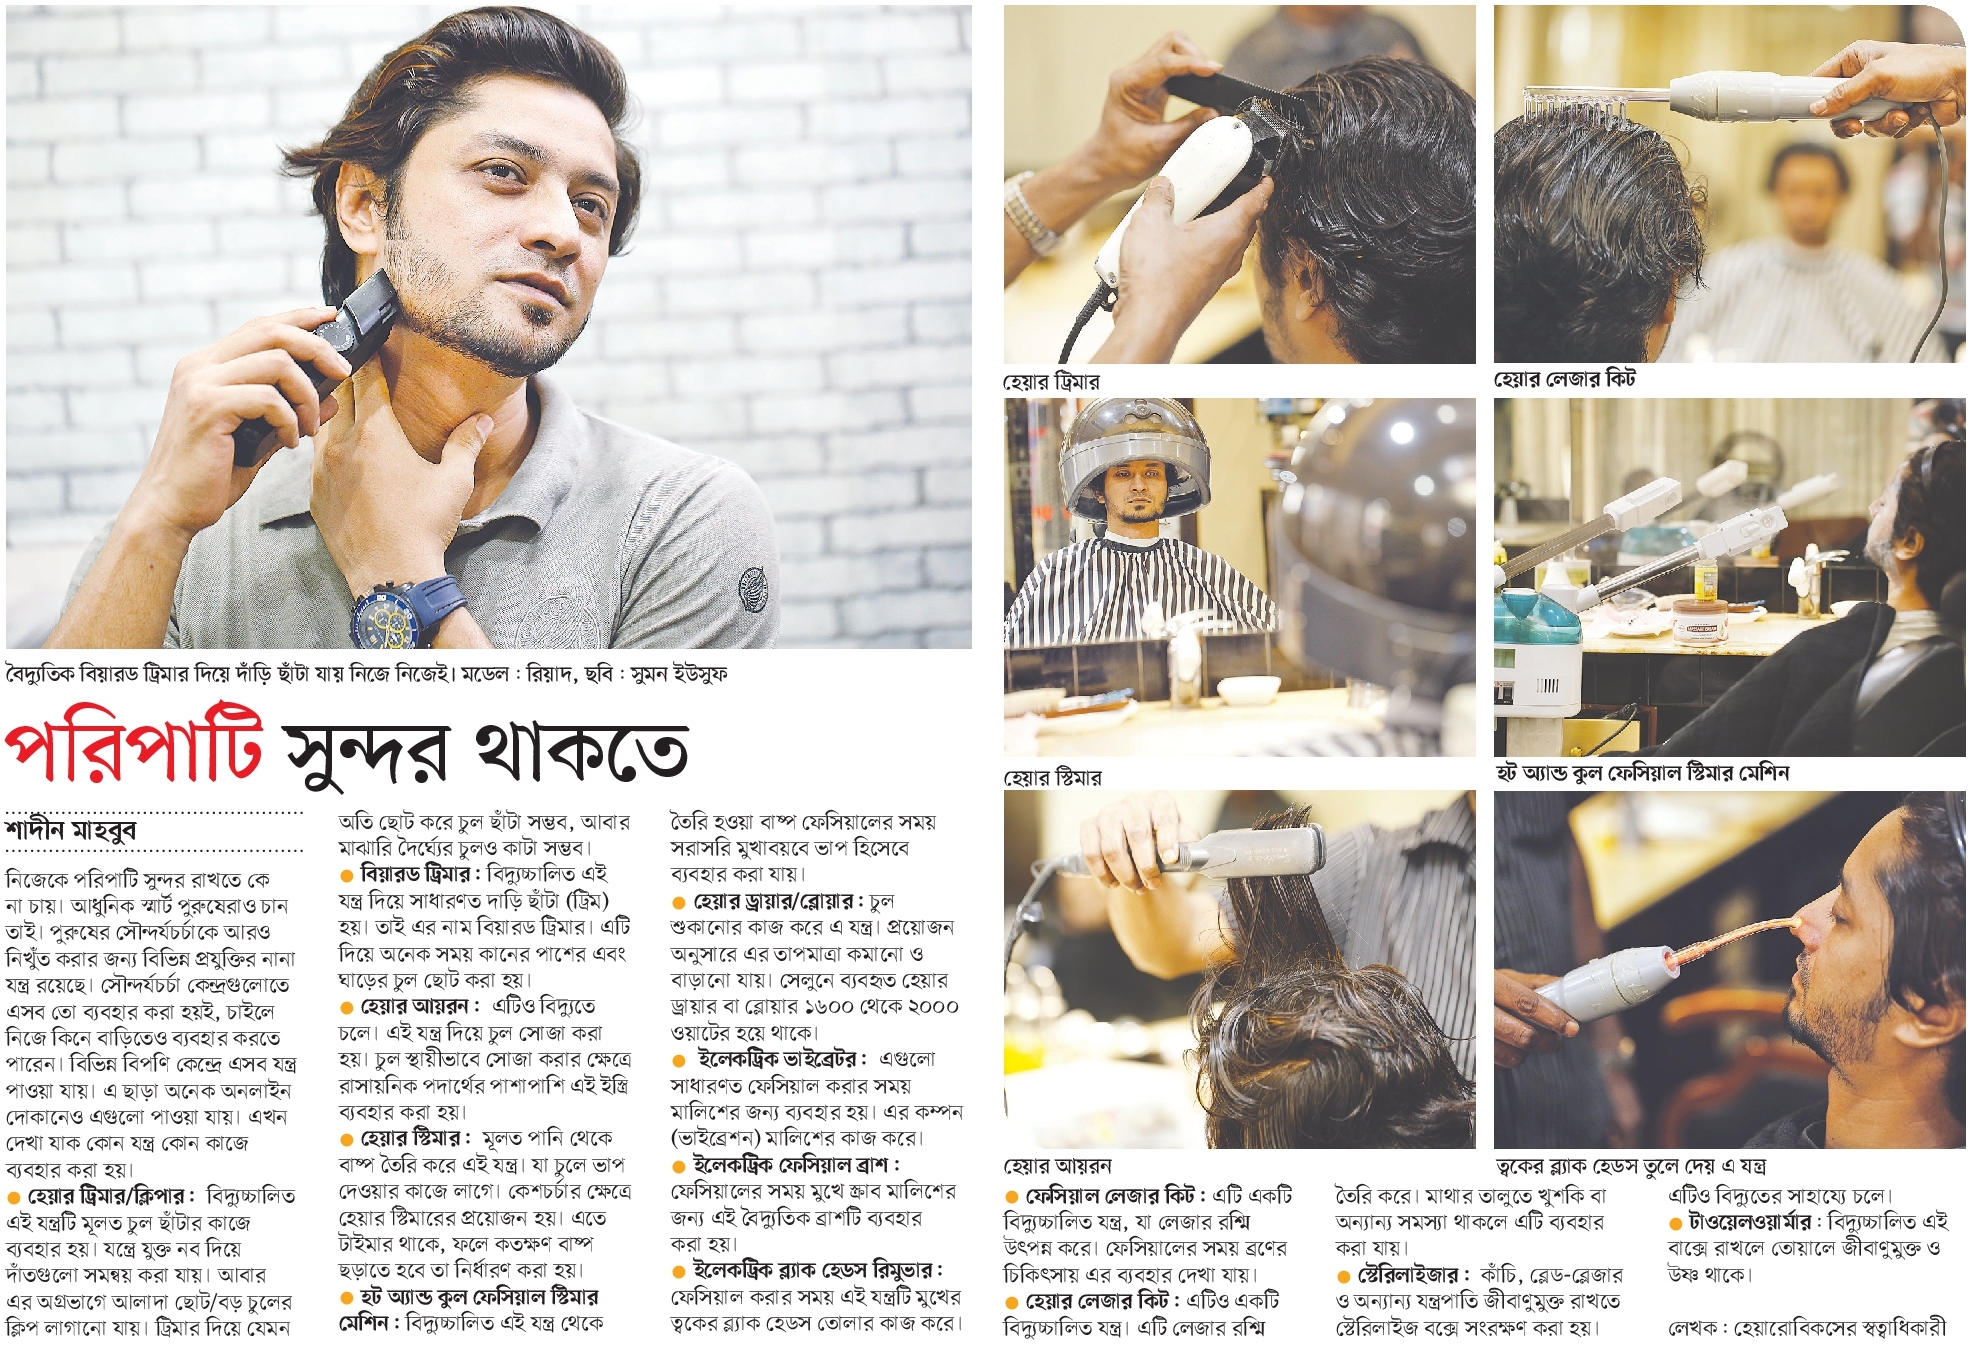 বৈদ্যুতিক বিয়ারড ট্রিমার দিয়ে দাঁড়ি ছাঁটা যায় নিজে নিজেই। মডেল : রিয়াদ, ছবি : সুমন ইউসুফ
পরিপাটি সুন্দর থাকতে
শাদীন মাহবুব
নিজেকে পরিপাটি সুন্দর রাখতে কে
না চায়। আধুনিক স্মার্ট পুরুষেরাও চান
তাই। পুরুষের সৌন্দর্যচর্চাকে আরও
নিখুঁত করার জন্য বিভিন্ন প্রযুক্তির নানা
যন্ত্র রয়েছে। সৌন্দর্যচর্চা কেন্দ্রগুলোতে
এসব তো ব্যবহার করা হয়ই, চাইলে
নিজে কিনে বাড়িতেও ব্যবহার করতে
পারেন। বিভিন্ন বিপণি কেন্দ্রে এসব যন্ত্র
পাওয়া যায়। এ ছাড়া অনেক অনলাইন
দোকানেও এগুলো পাওয়া যায়। এখন
দেখা যাক কোন যন্ত্র কোন কাজে
ব্যবহার করা হয়।
● হেয়ার ট্রিমার/ক্লিপার : বিদ্যুচ্চালিত
এই যন্ত্রটি মূলত চুল ছাঁটার কাজে
ব্যবহার হয়। যন্ত্রে যুক্ত নব দিয়ে
দাঁতগুলো সমন্বয় করা যায়। আবার
এর অগ্রভাগে আলাদা ছোট/বড় চুলের
ক্লিপ লাগানো যায়। ট্রিমার দিয়ে যেমন
অতি ছোট করে চুল ছাঁটা সম্ভব, আবার
মাঝারি দৈর্ঘ্যের চুলও কাটা সম্ভব।
● বিয়ারড ট্রিমার : বিদ্যুচ্চালিত এই
যন্ত্র দিয়ে সাধারণত দাড়ি ছাঁটা (ট্রিম)
হয়। তাই এর নাম বিয়ারড ট্রিমার। এটি
দিয়ে অনেক সময় কানের পাশের এবং
ঘাড়ের চুল ছোট করা হয়।
● হেয়ার আয়রন : এটিও বিদ্যুতে
চলে। এই যন্ত্র দিয়ে চুল সোজা করা
হয়। চুল স্থায়ীভাবে সোজা করার ক্ষেত্রে
রাসায়নিক পদার্থের পাশাপাশি এই ইস্ত্রি
ব্যবহার করা হয়।
● হেয়ার স্টিমার : মূলত পানি থেকে
বাষ্প তৈরি করে এই যন্ত্র। যা চুলে ভাপ
দেওয়ার কাজে লাগে। কেশচর্চার ক্ষেত্রে
হেয়ার স্টিমারের প্রয়োজন হয়। এতে
টাইমার থাকে, ফলে কতক্ষণ বাষ্প
ছড়াতে হবে তা নির্ধারণ করা হয়।
● হট অ্যান্ড কুল ফেসিয়াল স্টিমার
মেশিন : বিদ্যুচ্চালিত এই যন্ত্র থেকে
তৈরি হওয়া বাষ্প ফেসিয়ালের সময়
সরাসরি মুখাবয়বে ভাপ হিসেবে
ব্যবহার করা যায়।
● হেয়ার ড্রায়ার/ব্লোয়ার : চুল
শুকানোর কাজ করে এ যন্ত্র। প্রয়োজন
অনুসারে এর তাপমাত্রা কমানো ও
বাড়ানো যায়। সেলুনে ব্যবহৃত হেয়ার
ড্রায়ার বা ব্লোয়ার ১৬০০ থেকে ২০০০
ওয়াটের হয়ে থাকে।
● ইলেকট্রিক ভাইব্রেটর : এগুলো
সাধারণত ফেসিয়াল করার সময়
মালিশের জন্য ব্যবহার হয়। এর কম্পন
(ভাইব্রেশন) মালিশের কাজ করে।
● ইলেকট্রিক ফেসিয়াল ব্রাশ :
ফেসিয়ালের সময় মুখে স্ক্রাব মালিশের
জন্য এই বৈদ্যুতিক ব্রাশটি ব্যবহার
করা হয়।
● ইলেকট্রিক ব্ল্যাক হেডস রিমুভার :
ফেসিয়াল করার সময় এই যন্ত্রটি মুখের
ত্বকের ব্ল্যাক হেডস তোলার কাজ করে।
হেয়ার ট্রিমার
হেয়ার লেজার কিট
হেয়ার স্টিমার
হট অ্যান্ড কুল ফেসিয়াল স্টিমার মেশিন
হেয়ার আয়রন
ত্বকের ব্ল্যাক হেডস তুলে দেয় এ যন্ত্র
● ফেসিয়াল লেজার কিট : এটি একটি
বিদ্যুচ্চালিত যন্ত্র, যা লেজার রশ্মি
উৎপন্ন করে। ফেসিয়ালের সময় ব্রণের
চিকিৎসায় এর ব্যবহার দেখা যায়।
● হেয়ার লেজার কিট : এটিও একটি
বিদ্যুচ্চালিত যন্ত্র। এটি লেজার রশ্মি
তৈরি করে। মাথার তালুতে খুশকি বা
অন্যান্য সমস্যা থাকলে এটি ব্যবহার
করা যায়।
● স্টেরিলাইজার : কাঁচি, ব্লেড-ব্লেজার
ও অন্যান্য যন্ত্রপাতি জীবাণুমুক্ত রাখতে
স্টেরিলাইজ বক্সে সংরক্ষণ করা হয়।
এটিও বিদ্যুতের সাহায্যে চলে।
● টাওয়েলওয়ার্মার : বিদ্যুচ্চালিত এই
বাক্সে রাখলে তোয়ালে জীবাণুমুক্ত ও
উষ্ণ থাকে।
লেখক : হেয়ারোবিকসের স্বত্বাধিকারী